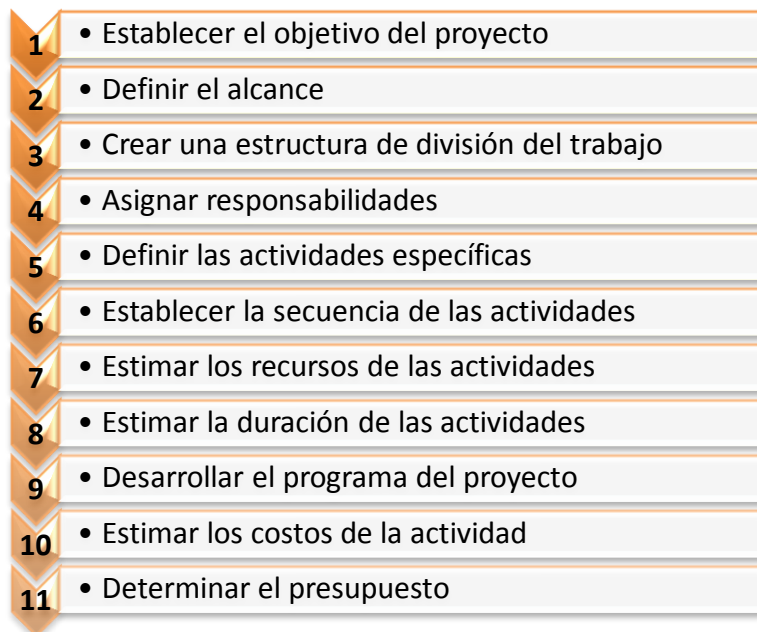 1 • Establecer el objetivo del proyecto
2 • Definir el alcance
3 • Crear una estructura de división del trabajo
4 • Asignar responsabilidades
5 • Definir las actividades específicas
6 • Establecer la secuencia de las actividades
7 • Estimar los recursos de las actividades
8 • Estimar la duración de las actividades
9 • Desarrollar el programa del proyecto
10 • Estimar los costos de la actividad
11 • Determinar el presupuesto